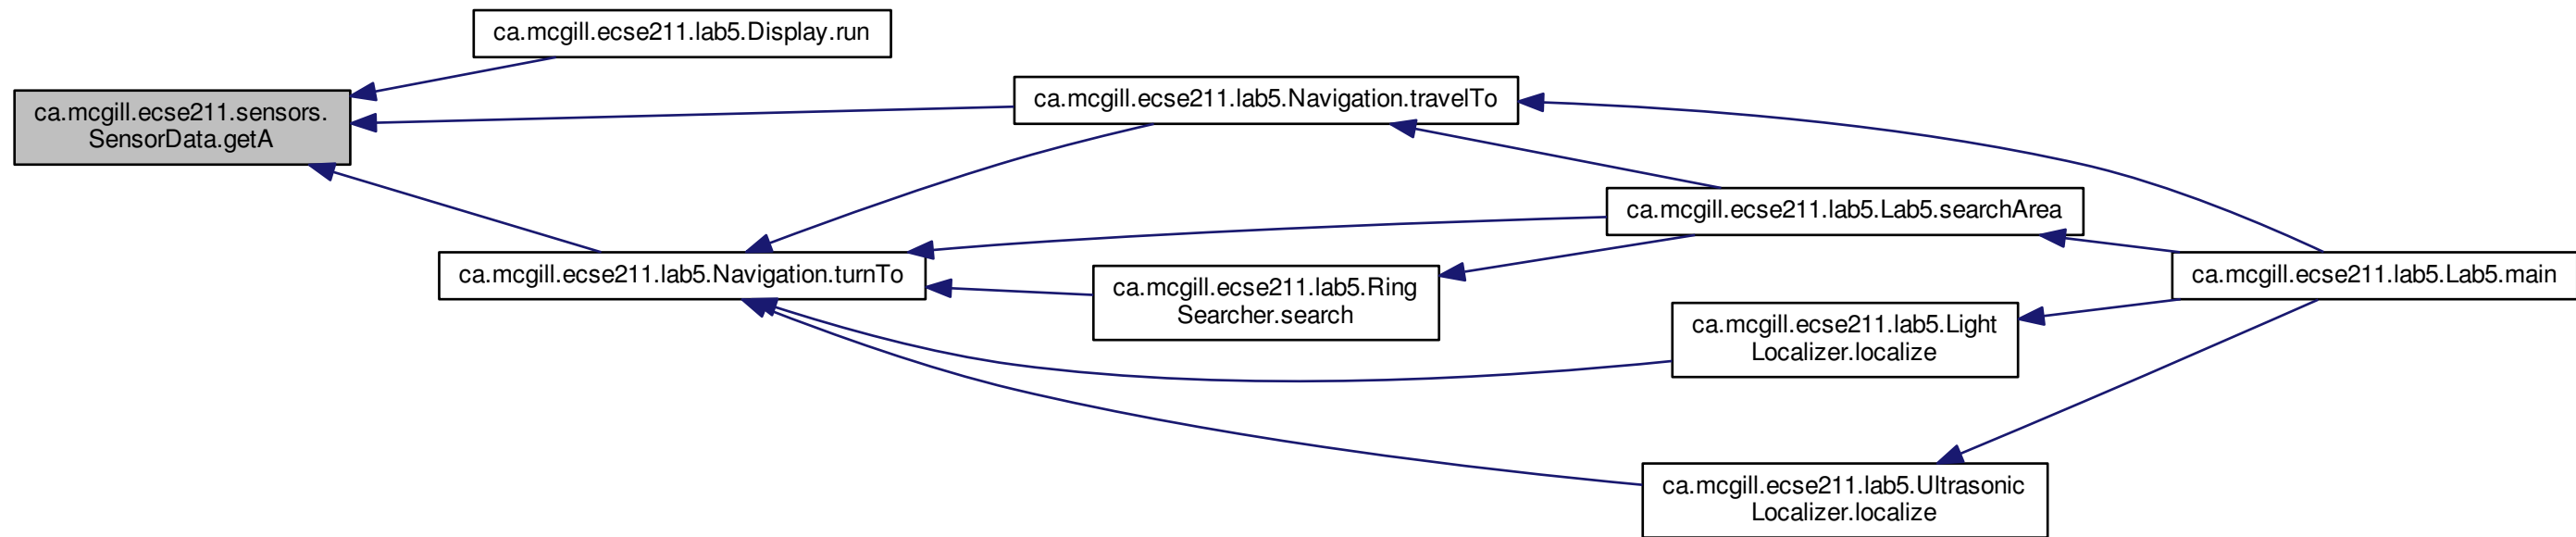 ca.mcgill.ecse211.lab5.Display.run
ca.mcgill.ecse211.sensors.
SensorData.getA
ca.mcgill.ecse211.lab5.Navigation.travelTo
ca.mcgill.ecse211.lab5.Lab5.searchArea
ca.mcgill.ecse211.lab5.Navigation.turnTo
ca.mcgill.ecse211.lab5.Ring
Searcher.search
ca.mcgill.ecse211.lab5.Lab5.main
ca.mcgill.ecse211.lab5.Light
Localizer.localize
ca.mcgill.ecse211.lab5.Ultrasonic
Localizer.localize